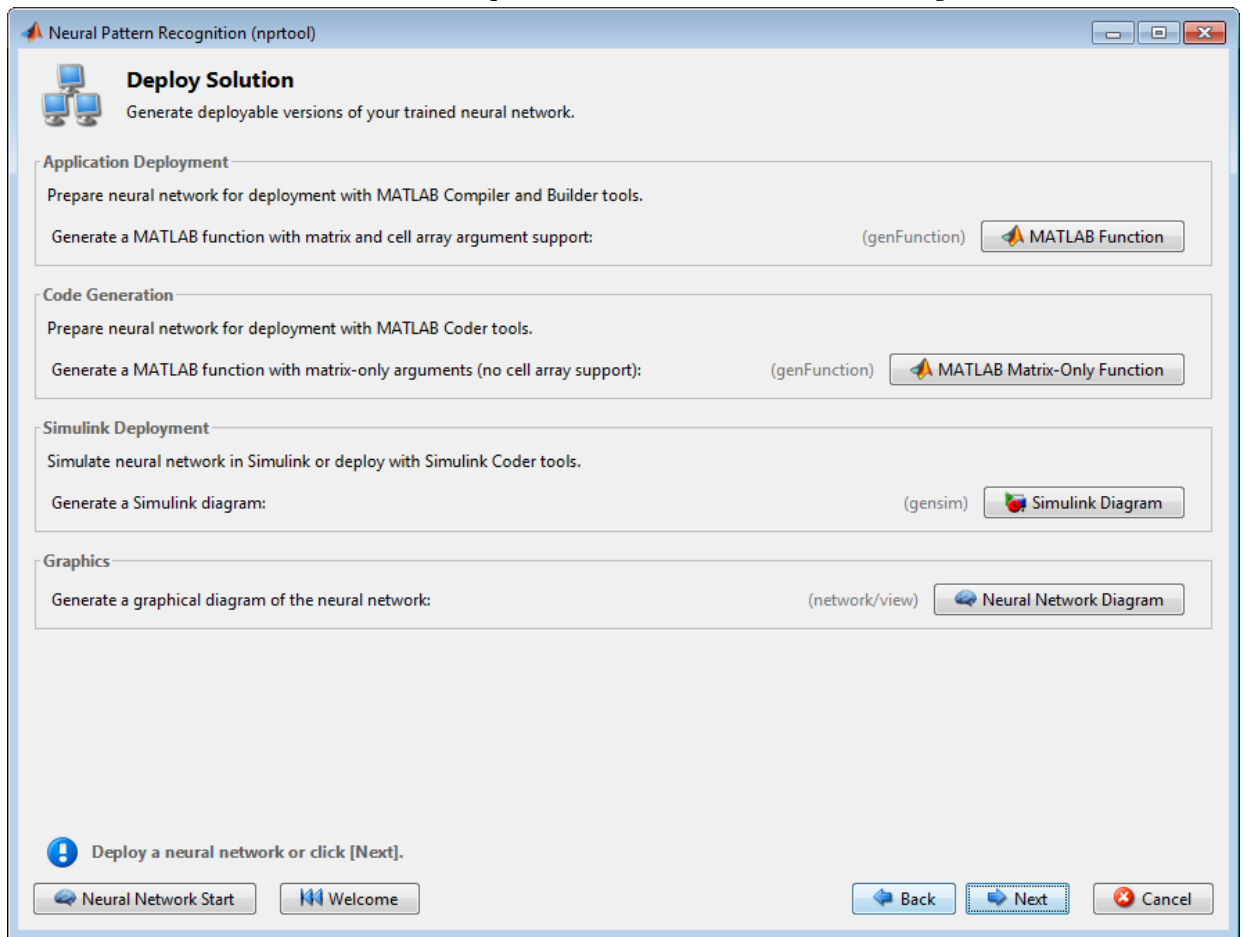 Neural Pattern Recognition (nprtool)
Deploy Solution
Generate deployable versions of your trained neural network.
Application Deployment
Prepare neural network for deployment with MATLAB Compiler and Builder tools.
Generate a MATLAB function with matrix and cell array argument support: (genFunction) MATLAB Function
Code Generation
Prepare neural network for deployment with MATLAB Coder tools.
Generate a MATLAB function with matrix-only arguments (no cell array support): (genFunction) MATLAB Matrix-Only Function
Simulink Deployment
Simulate neural network in Simulink or deploy with Simulink Coder tools.
Generate a Simulink diagram: (gensim) Simulink Diagram
Graphics
Generate a graphical diagram of the neural network: (network/view) Neural Network Diagram
Deploy a neural network or click [Next].
Neural Network Start Welcome Back Next Cancel